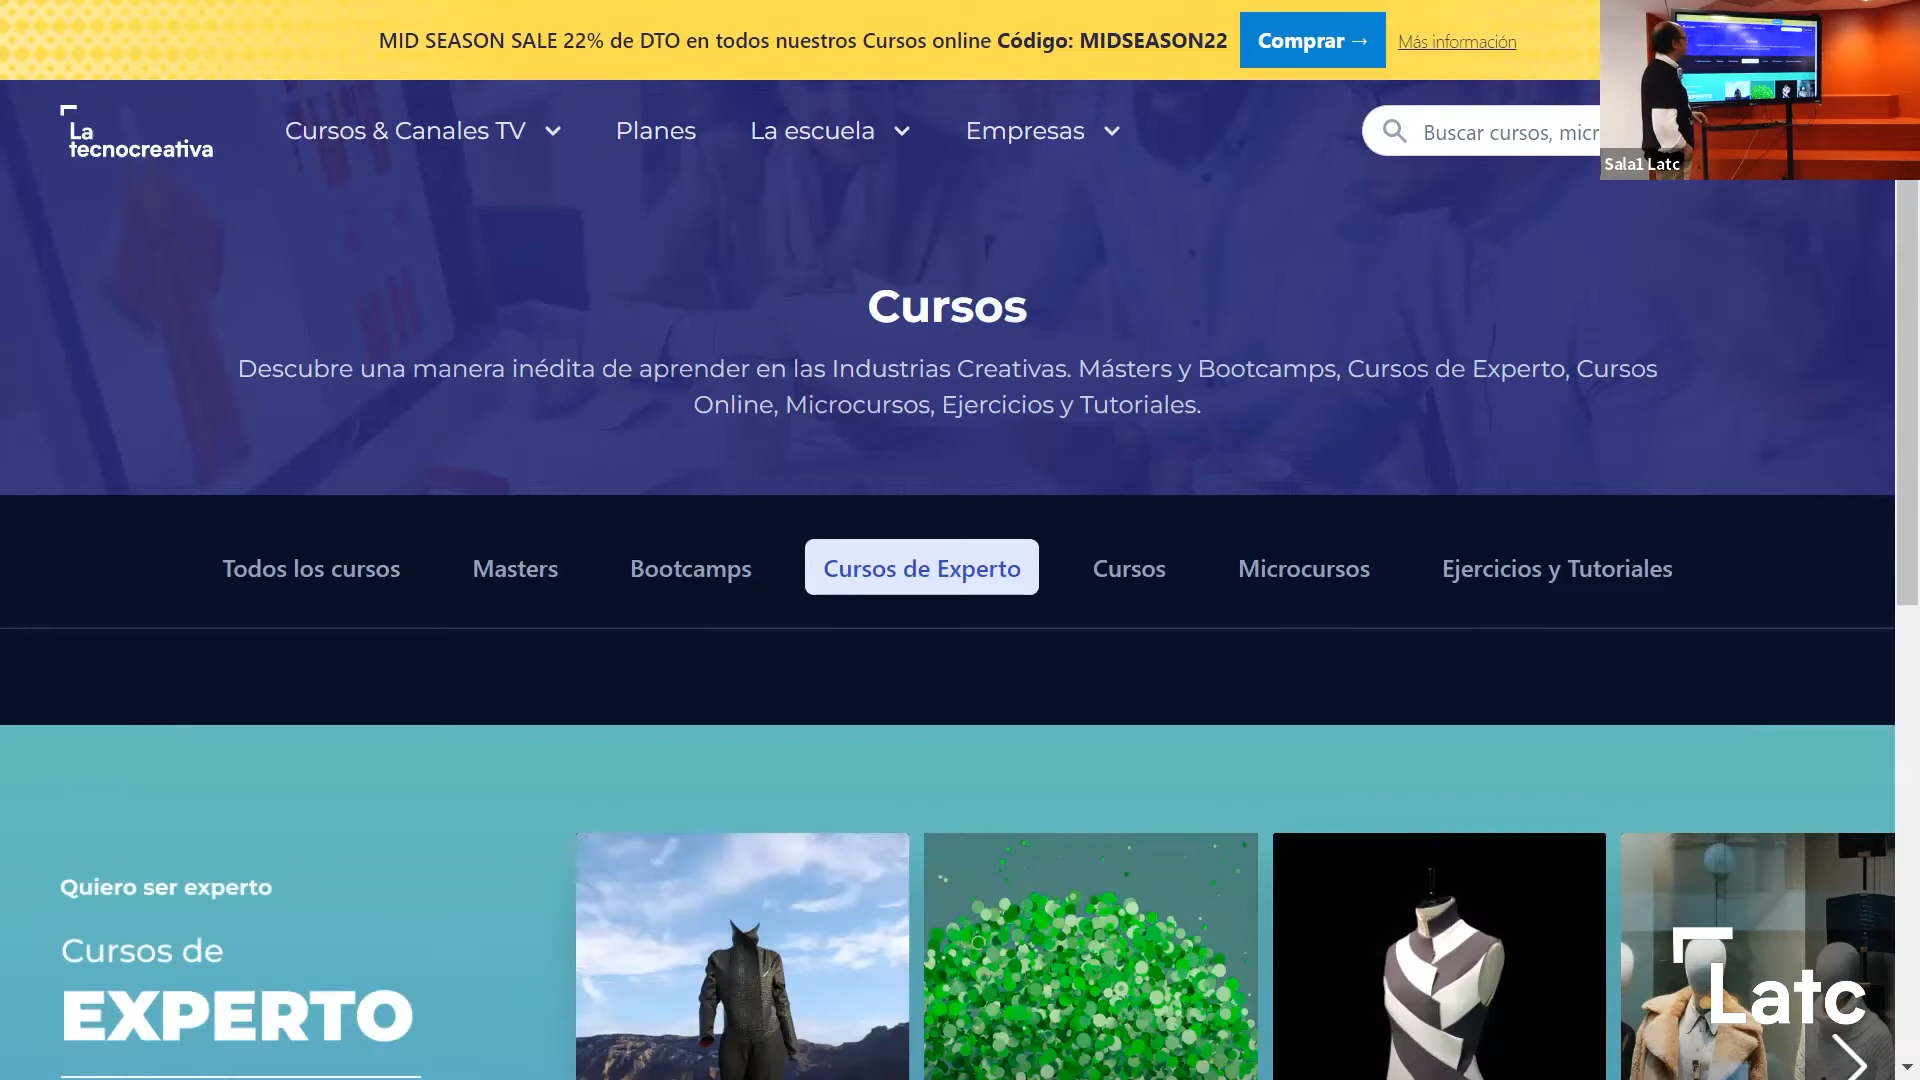 MID SEASON SALE 22% de DTO en todos nuestros Cursos online Código: MIDSEASON22
Comprar →
Más información
La
tecnocreativa
Cursos & Canales TV
Planes
La escuela
Empresas
Buscar cursos, micr
Sala1 Latc
Cursos
Descubre una manera inédita de aprender en las Industrias Creativas. Másters y Bootcamps, Cursos de Experto, Cursos
Online, Microcursos, Ejercicios y Tutoriales.
Todos los cursos
Masters
Bootcamps
Cursos de Experto
Cursos
Microcursos
Ejercicios y Tutoriales
Quiero ser experto
Cursos de
EXPERTO
Latc